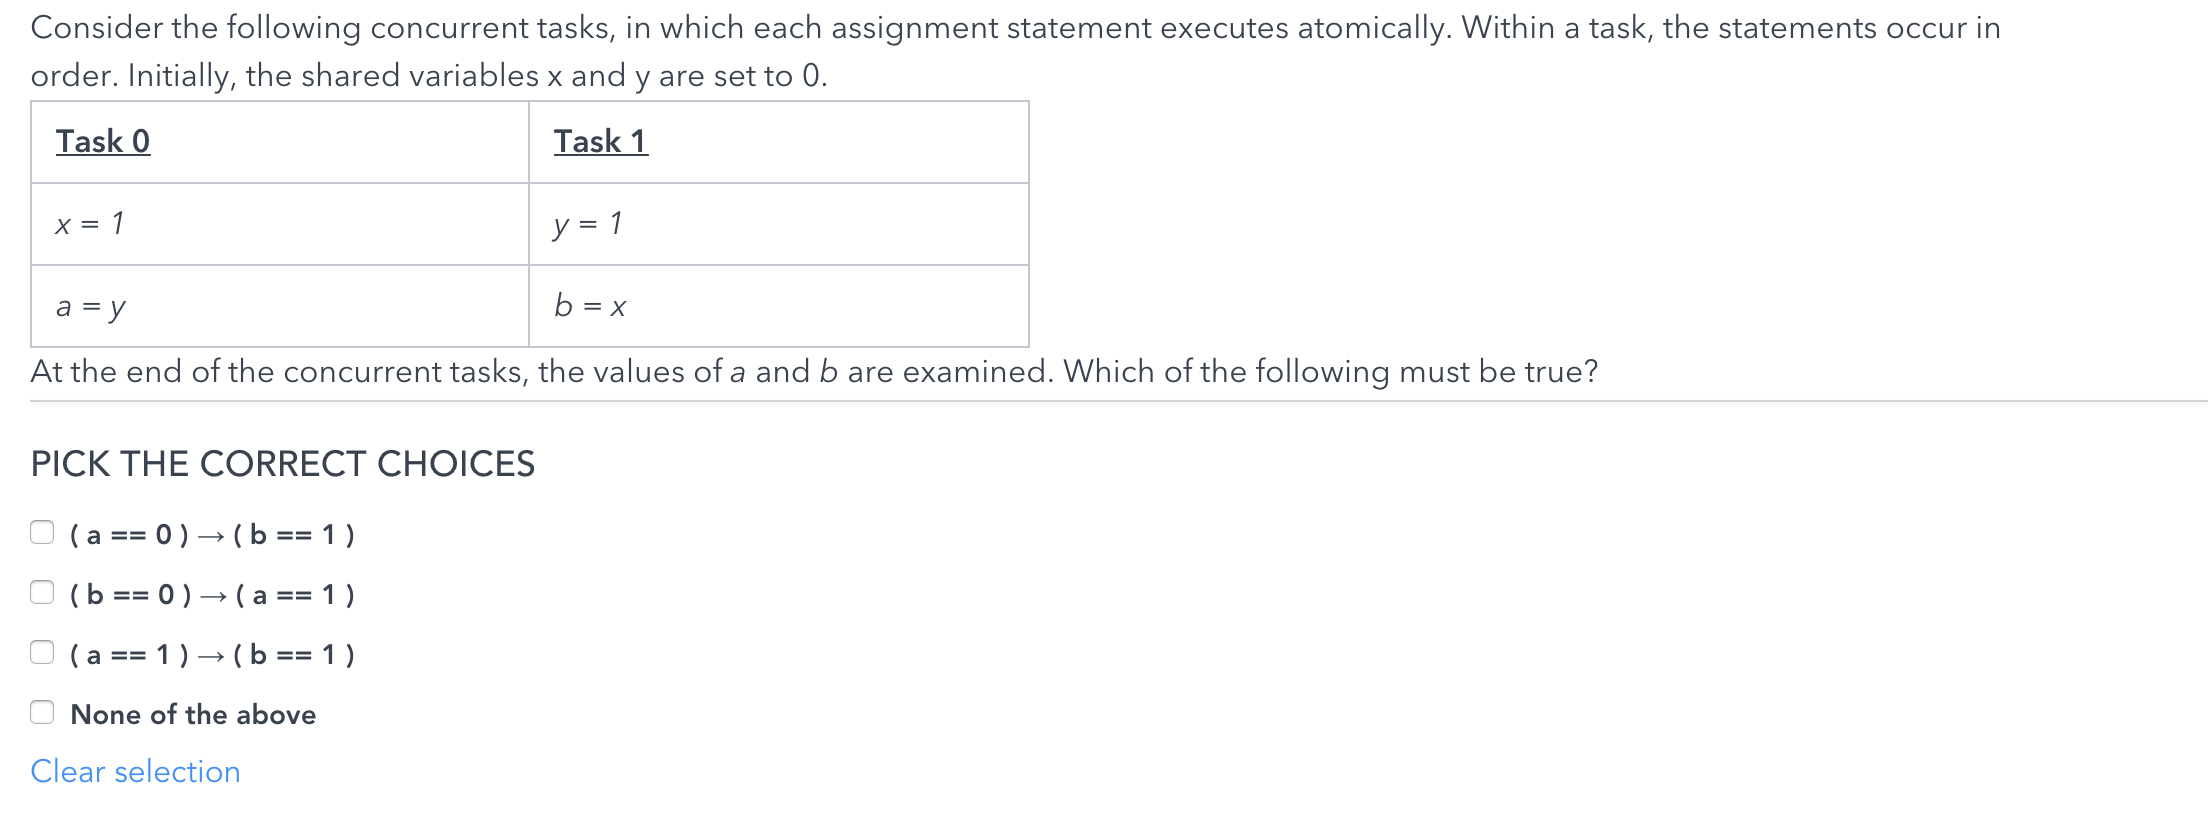 Consider the following concurrent tasks, in which each assignment statement executes atomically. Within a task, the statements occur in
order. Initially, the shared variables x and y are set to 0.
Task 0 Task 1
x = 1 y = 1
a = y b = x
At the end of the concurrent tasks, the values of a and b are examined. Which of the following must be true?
PICK THE CORRECT CHOICES
( a == 0 ) → ( b == 1 )
( b == 0 ) → ( a == 1 )
( a == 1 ) → ( b == 1 )
None of the above
Clear selection